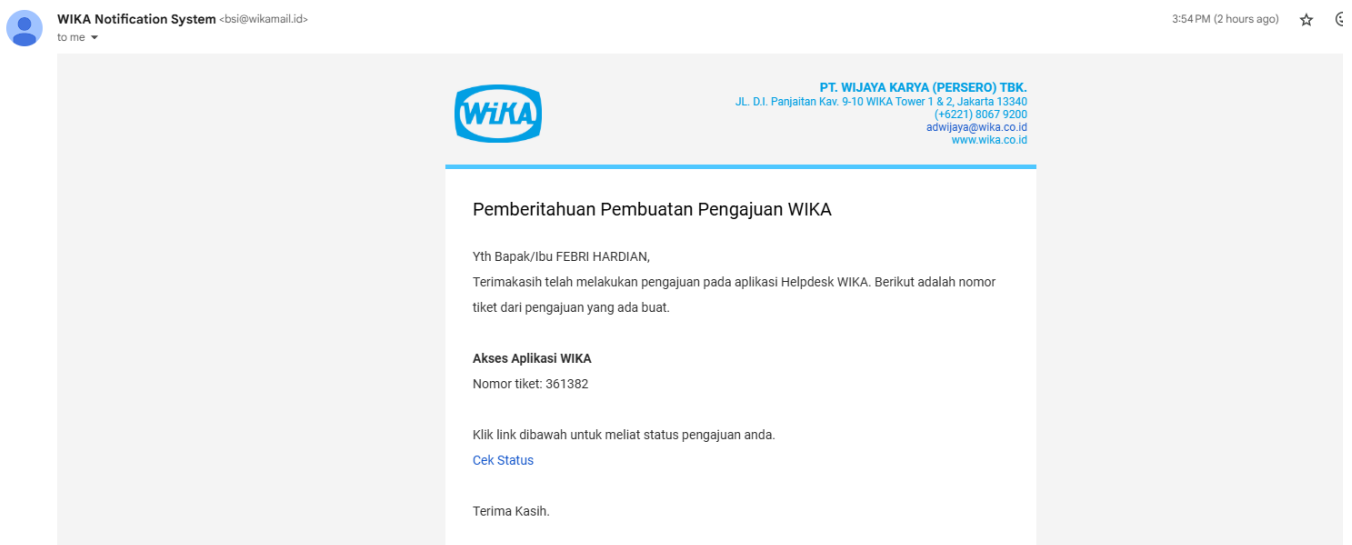 WIKA Notification System <bsi@wikamail.id>
3:54 PM (2 hours ago)
to me
WiKA
PT. WIJAYA KARYA (PERSERO) TBK.
JL. D.I. Panjaitan Kav. 9-10 WIKA Tower 1 & 2, Jakarta 13340
(+6221) 8067 9200
adwijaya@wika.co.id
www.wika.co.id
Pemberitahuan Pembuatan Pengajuan WIKA
Yth Bapak/Ibu FEBRI HARDIAN,
Terimakasih telah melakukan pengajuan pada aplikasi Helpdesk WIKA. Berikut adalah nomor
tiket dari pengajuan yang ada buat.
Akses Aplikasi WIKA
Nomor tiket: 361382
Klik link dibawah untuk meliat status pengajuan anda.
Cek Status
Terima Kasih.